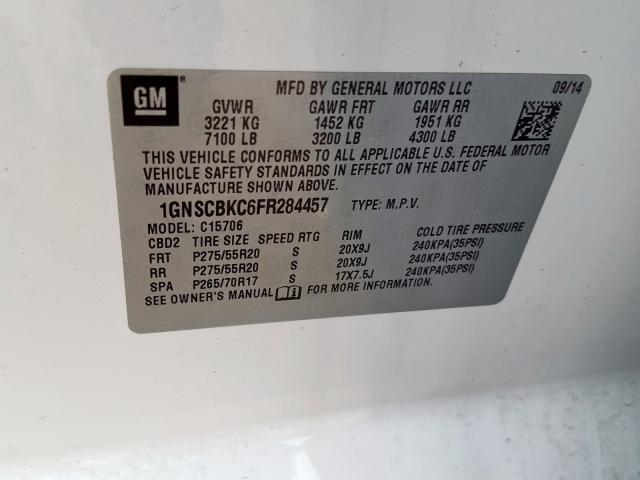 GM ® MFD BY GENERAL MOTORS LLC 09/14
GVWR GAWR FRT GAWR RR
3221 KG 1452 KG 1951 KG
7100 LB 3200 LB 4300 LB
THIS VEHICLE CONFORMS TO ALL APPLICABLE U.S. FEDERAL MOTOR
VEHICLE SAFETY STANDARDS IN EFFECT ON THE DATE OF
MANUFACTURE SHOWN ABOVE.
1GNSCBKC6FR284457 TYPE: M.P.V.
MODEL: C15706
CBD2 TIRE SIZE SPEED RTG RIM COLD TIRE PRESSURE
FRT P275/55R20 S 20X9J 240KPA(35PSI)
RR P275/55R20 S 20X9J 240KPA(35PSI)
SPA P265/70R17 S 17X7.5J 240KPA(35PSI)
SEE OWNER'S MANUAL FOR MORE INFORMATION.